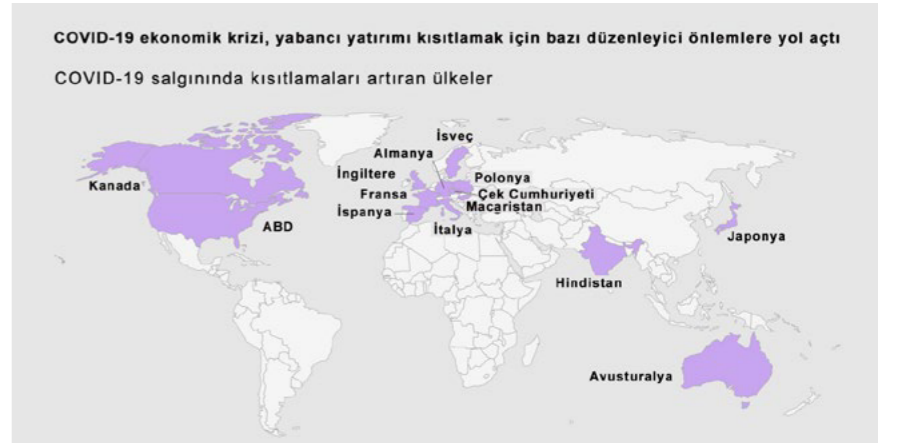 COVID-19 ekonomik krizi, yabancı yatırımı kısıtlamak için bazı düzenleyici önlemlere yol açtı
COVID-19 salgınında kısıtlamaları artıran ülkeler
İsveç
Almanya
İngiltere
Polonya
Kanada
Fransa
Çek Cumhuriyeti
Macaristan
İspanya
ABD
İtalya
Japonya
Hindistan
Avusturalya